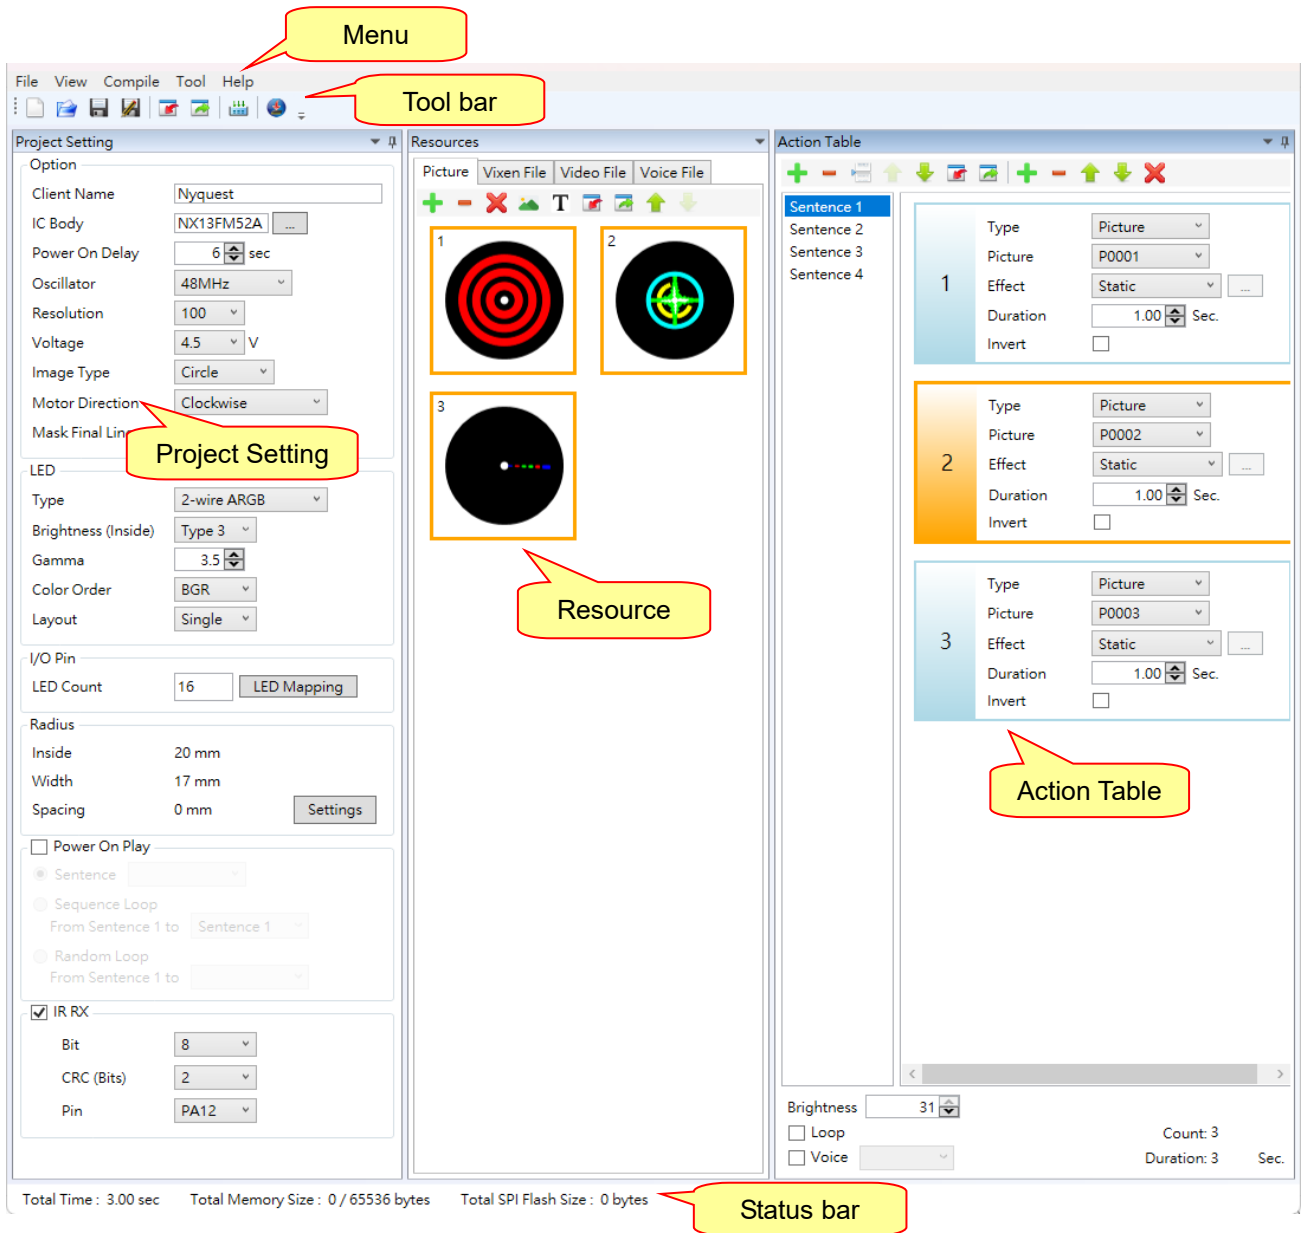 Menu
File View Compile Tool Help
Tool bar
Project Setting
Option
Client Name Nyquest
IC Body NX13FM52A ...
Power On Delay 6 sec
Oscillator 48MHz
Resolution 100
Voltage 4.5 V
Image Type Circle
Motor Direction Clockwise
Mask Final Line
Project Setting
LED
Type 2-wire ARGB
Brightness (Inside) Type 3
Gamma 3.5
Color Order BGR
Layout Single
I/O Pin
LED Count 16 LED Mapping
Radius
Inside 20 mm
Width 17 mm
Spacing 0 mm Settings
Power On Play
Sentence
Sequence Loop
From Sentence 1 to Sentence 1
Random Loop
From Sentence 1 to
IR RX
Bit 8
CRC (Bits) 2
Pin PA12
Resources
Picture Vixen File Video File Voice File
T
1 2
3
Resource
Action Table
Sentence 1
Sentence 2
Sentence 3
Sentence 4
1
Type Picture
Picture P0001
Effect Static ...
Duration 1.00 Sec.
Invert
2
Type Picture
Picture P0002
Effect Static ...
Duration 1.00 Sec.
Invert
3
Type Picture
Picture P0003
Effect Static ...
Duration 1.00 Sec.
Invert
Action Table
Brightness 31
Loop Count: 3
Voice Duration: 3 Sec.
Total Time : 3.00 sec Total Memory Size : 0 / 65536 bytes Total SPI Flash Size : 0 bytes
Status bar